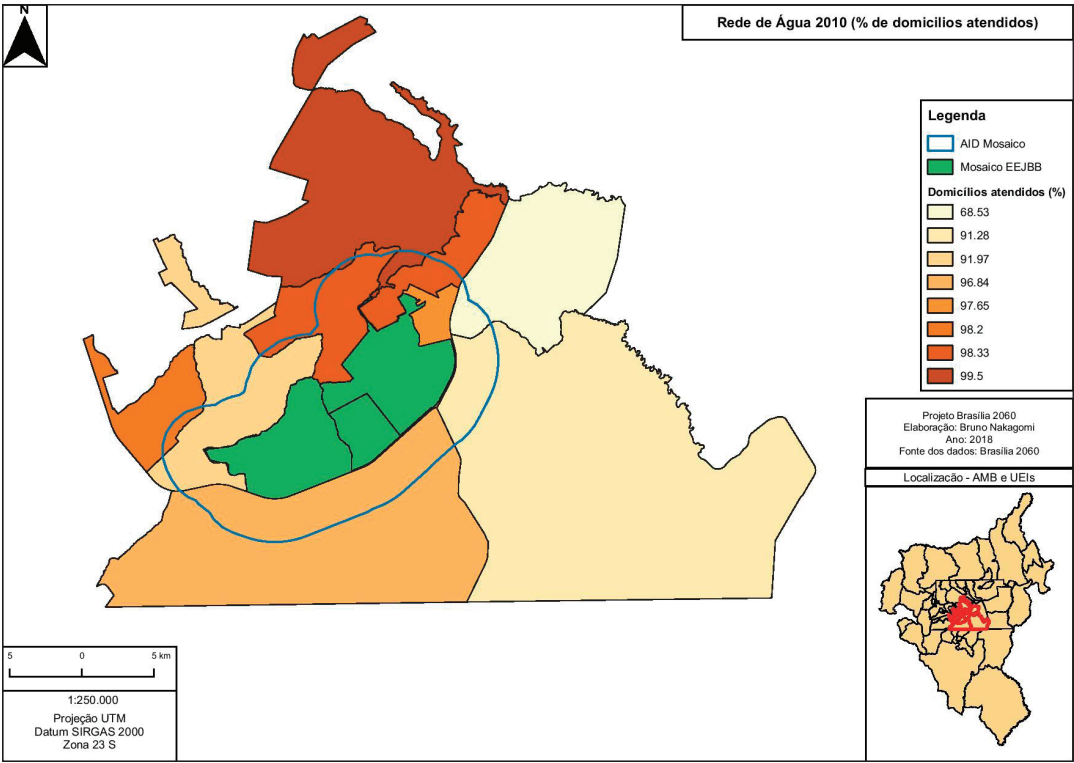 N
Rede de Água 2010 (% de domicilios atendidos)
Legenda
AID Mosaico
Mosaico EEJBB
Domicílios atendidos (%)
68.53
91.28
91.97
96.84
97.65
98.2
98.33
99.5
Projeto Brasília 2060
Elaboração: Bruno Nakagomi
Ano: 2018
Fonte dos dados: Brasília 2060
Localização - AMB e UEIs
5 0 5 km
1:250.000
Projeção UTM
Datum SIRGAS 2000
Zona 23 S